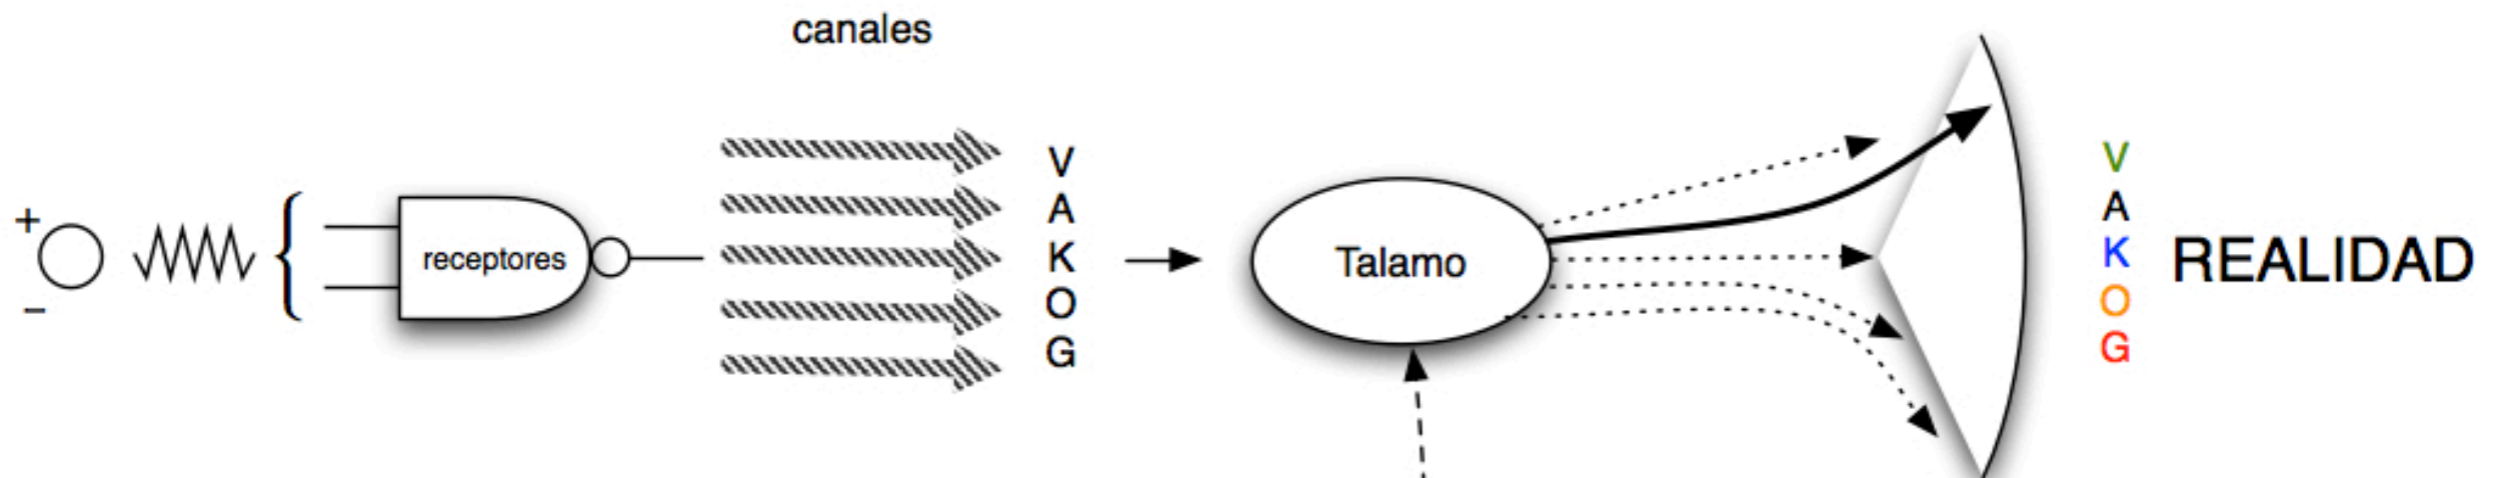 canales
+
−
receptores
V
A
K
O
G
Talamo
V
A
K
O
G
REALIDAD